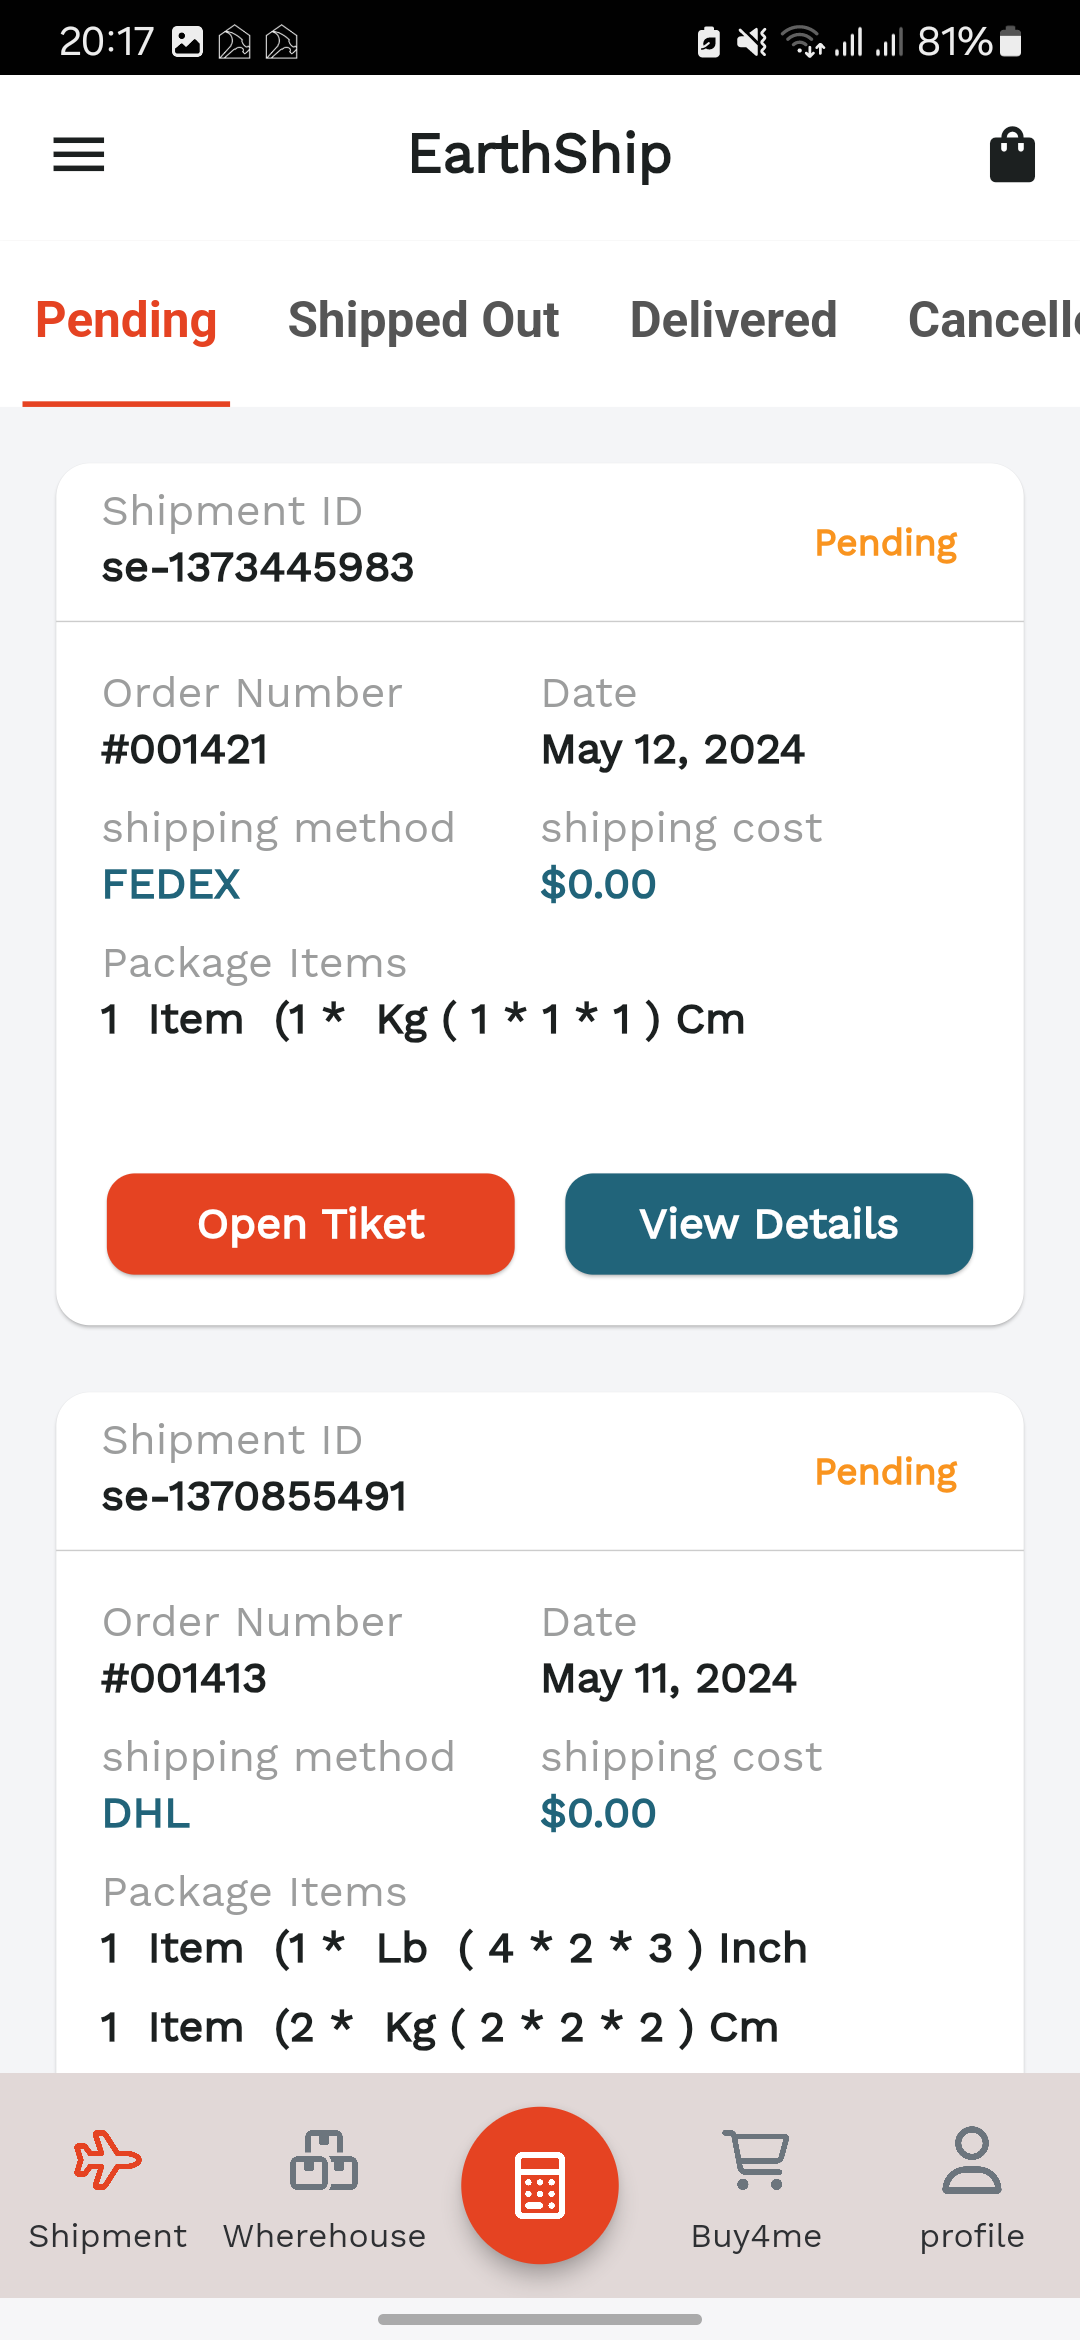 20:17 81%
EarthShip
Pending Shipped Out Delivered Cancelle
Shipment ID
se-1373445983
Pending
Order Number Date
#001421 May 12, 2024
shipping method shipping cost
FEDEX $0.00
Package Items
1 Item (1 * Kg ( 1 * 1 * 1 ) Cm
Open Tiket View Details
Shipment ID
se-1370855491
Pending
Order Number Date
#001413 May 11, 2024
shipping method shipping cost
DHL $0.00
Package Items
1 Item (1 * Lb ( 4 * 2 * 3 ) Inch
1 Item (2 * Kg ( 2 * 2 * 2 ) Cm
Shipment Wherehouse Buy4me profile